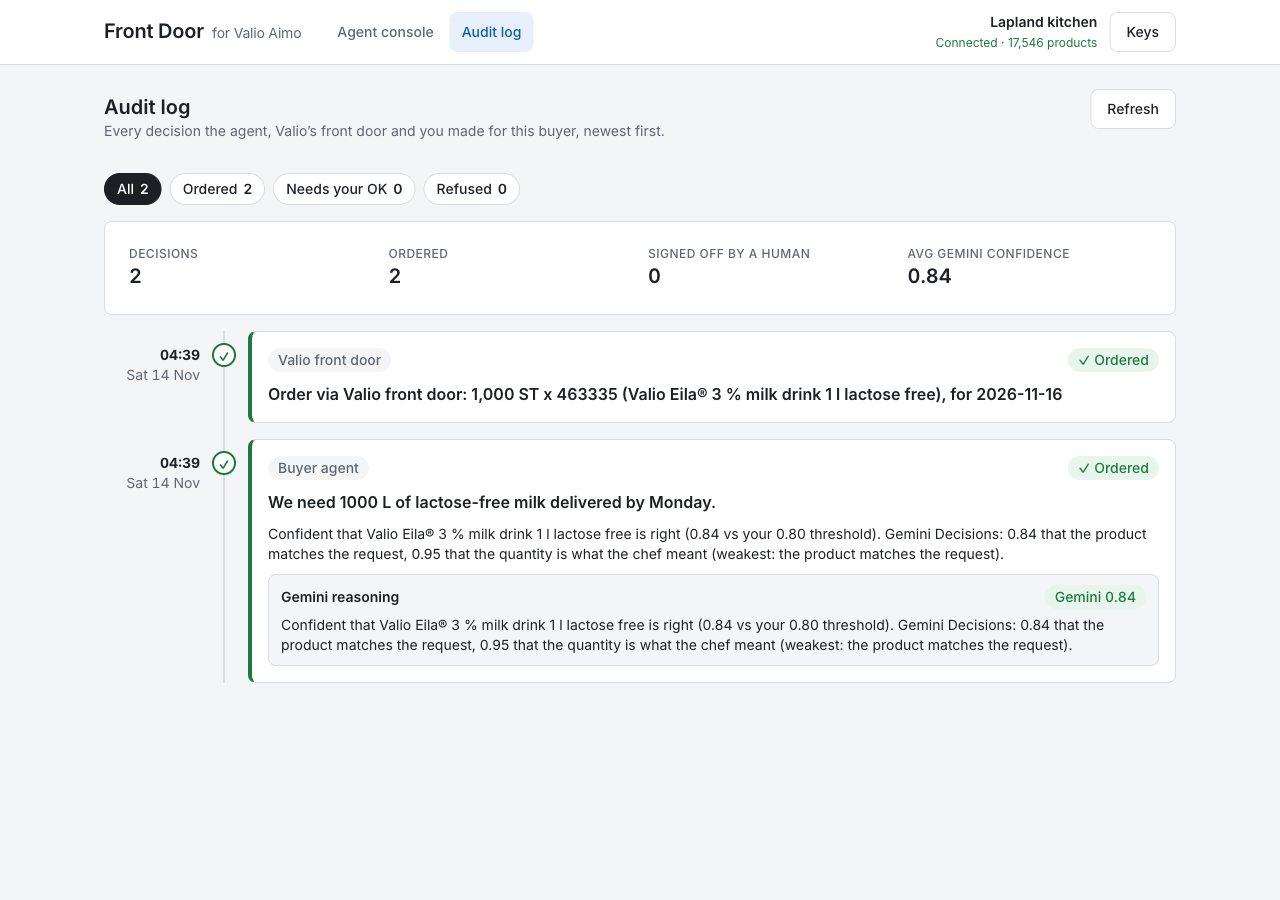 Front Door for Valio Aimo
Agent console
Audit log
Lapland kitchen
Connected · 17,546 products
Keys
Audit log
Every decision the agent, Valio’s front door and you made for this buyer, newest first.
Refresh
All 2
Ordered 2
Needs your OK 0
Refused 0
DECISIONS
2
ORDERED
2
SIGNED OFF BY A HUMAN
0
AVG GEMINI CONFIDENCE
0.84
04:39
Sat 14 Nov
Valio front door
✓ Ordered
Order via Valio front door: 1,000 ST x 463335 (Valio Eila® 3 % milk drink 1 l lactose free), for 2026-11-16
04:39
Sat 14 Nov
Buyer agent
✓ Ordered
We need 1000 L of lactose-free milk delivered by Monday.
Confident that Valio Eila® 3 % milk drink 1 l lactose free is right (0.84 vs your 0.80 threshold). Gemini Decisions: 0.84 that the product
matches the request, 0.95 that the quantity is what the chef meant (weakest: the product matches the request).
Gemini reasoning
Gemini 0.84
Confident that Valio Eila® 3 % milk drink 1 l lactose free is right (0.84 vs your 0.80 threshold). Gemini Decisions: 0.84 that the
product matches the request, 0.95 that the quantity is what the chef meant (weakest: the product matches the request).